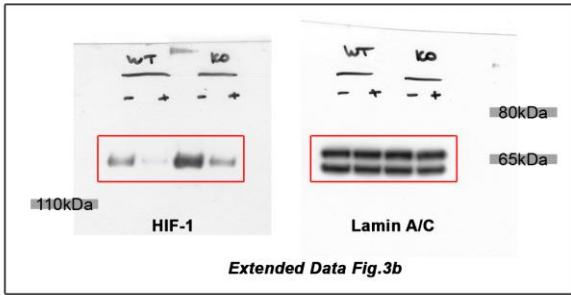 WT KO
- + - +
110kDa
HIF-1
WT KO
- + - +
80kDa
65kDa
Lamin A/C
Extended Data Fig.3b